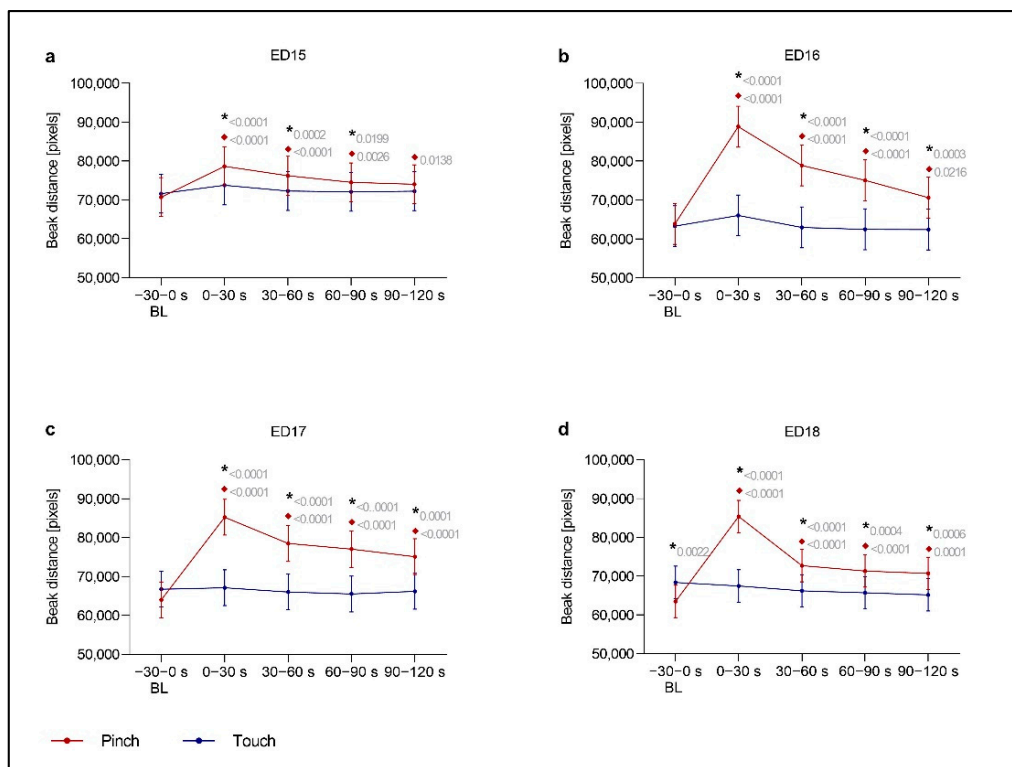 a
ED15
100,000
90,000
80,000
70,000
60,000
50,000
Beak distance [pixels]
* <0.0001
<0.0001
* 0.0002
<0.0001
* 0.0199
0.0026
0.0138
−30−0 s 0−30 s 30−60 s 60−90 s 90−120 s
BL
b
ED16
100,000
90,000
80,000
70,000
60,000
50,000
Beak distance [pixels]
* <0.0001
<0.0001
* <0.0001
<0.0001
* <0.0001
<0.0001
* 0.0003
0.0216
−30−0 s 0−30 s 30−60 s 60−90 s 90−120 s
BL
c
ED17
100,000
90,000
80,000
70,000
60,000
50,000
Beak distance [pixels]
* <0.0001
<0.0001
* <0.0001
<0.0001
* <0..0001
<0.0001
* 0.0001
<0.0001
−30−0 s 0−30 s 30−60 s 60−90 s 90−120 s
BL
d
ED18
100,000
90,000
80,000
70,000
60,000
50,000
Beak distance [pixels]
* 0.0022
* <0.0001
<0.0001
* <0.0001
<0.0001
* 0.0004
<0.0001
* 0.0006
0.0001
−30−0 s 0−30 s 30−60 s 60−90 s 90−120 s
BL
Pinch Touch